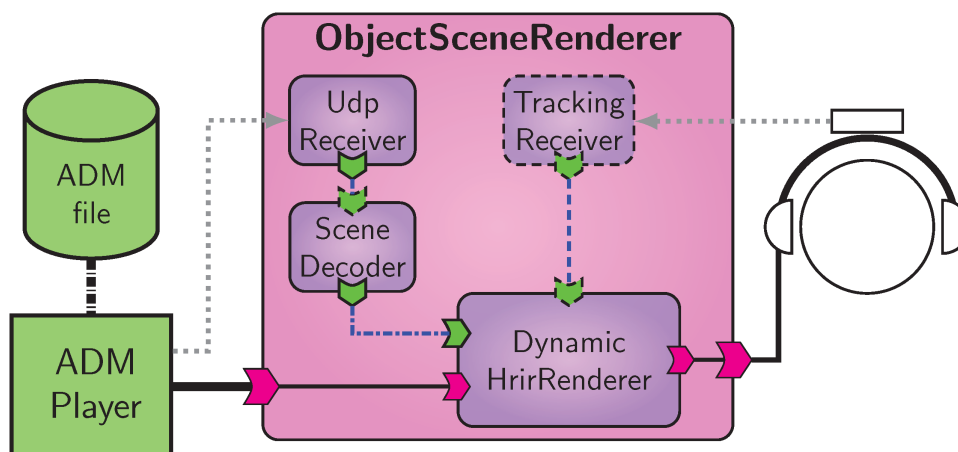 ObjectSceneRenderer
Udp
Receiver
Tracking
Receiver
ADM
file
Scene
Decoder
ADM
Player
Dynamic
HrirRenderer